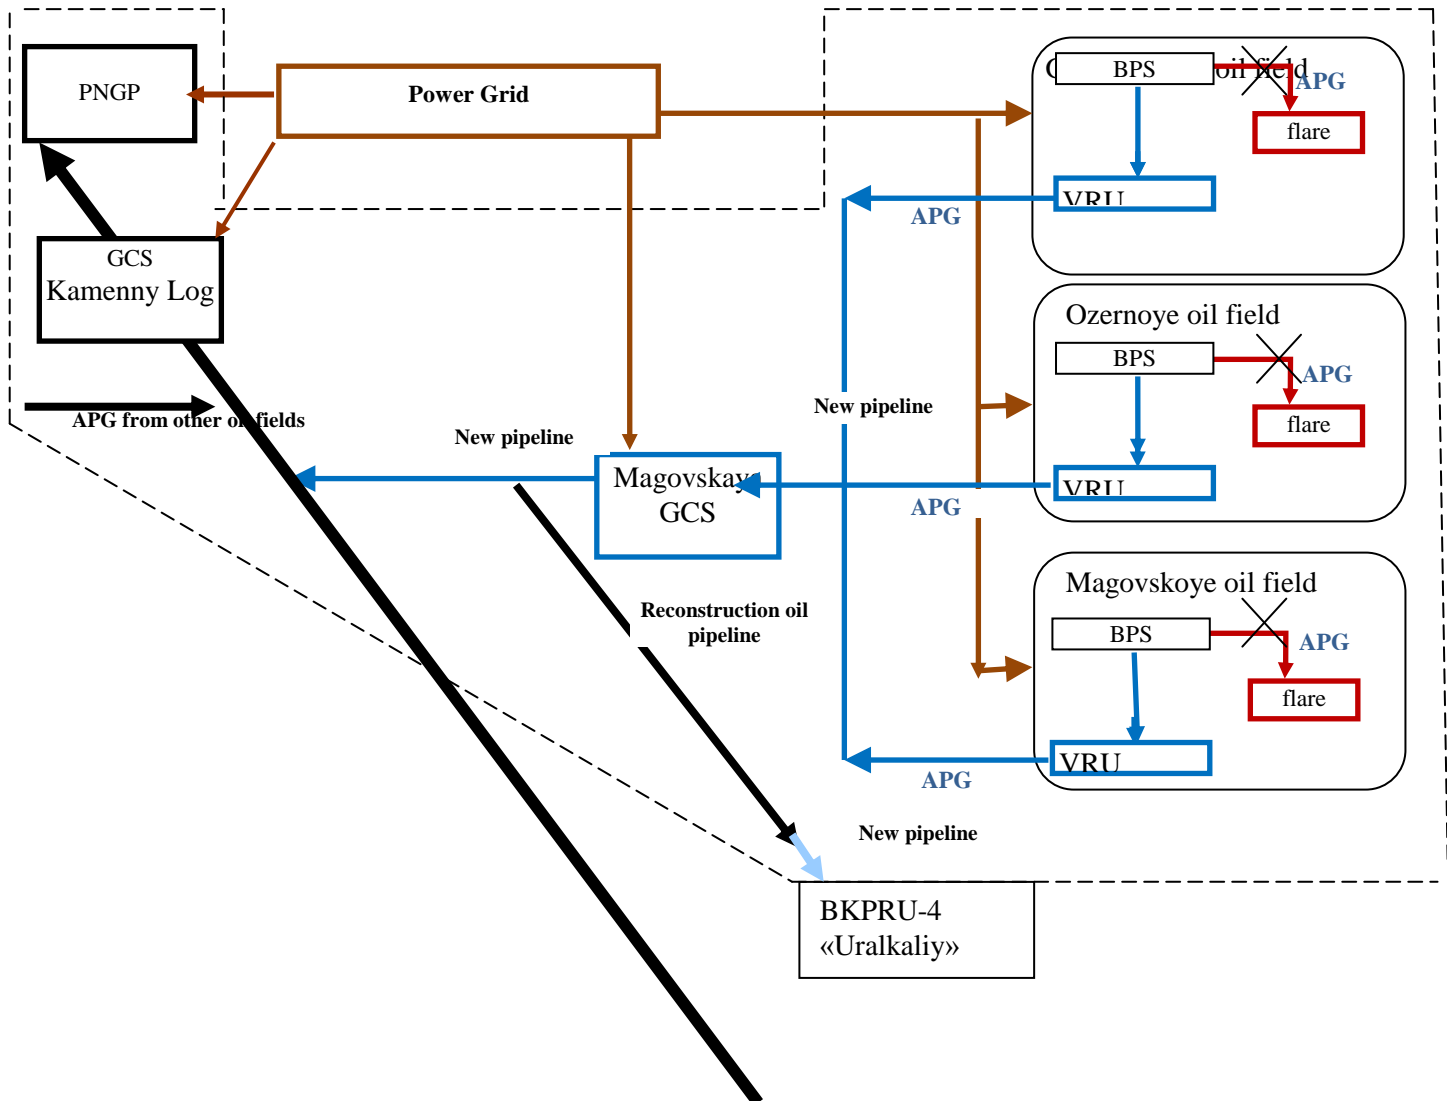 PNGP
Power Grid
BPS
oil field
APG
flare
VRU
APG
GCS
Kamenny Log
APG from other oil fields
Ozernoye oil field
BPS
APG
flare
VRU
APG
New pipeline
New pipeline
Magovskaye
GCS
Magovskoye oil field
BPS
APG
flare
VRU
APG
Reconstruction oil
pipeline
New pipeline
BKPRU-4
«Uralkaliy»